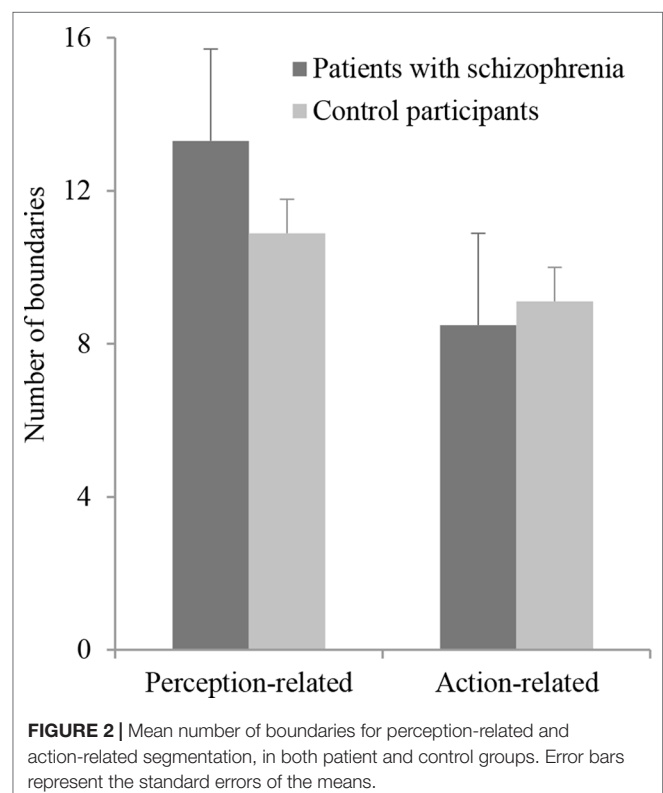 16
Patients with schizophrenia
Control participants
12
Number of boundaries
8
4
0
Perception-related
Action-related
FIGURE 2 | Mean number of boundaries for perception-related and
action-related segmentation, in both patient and control groups. Error bars
represent the standard errors of the means.